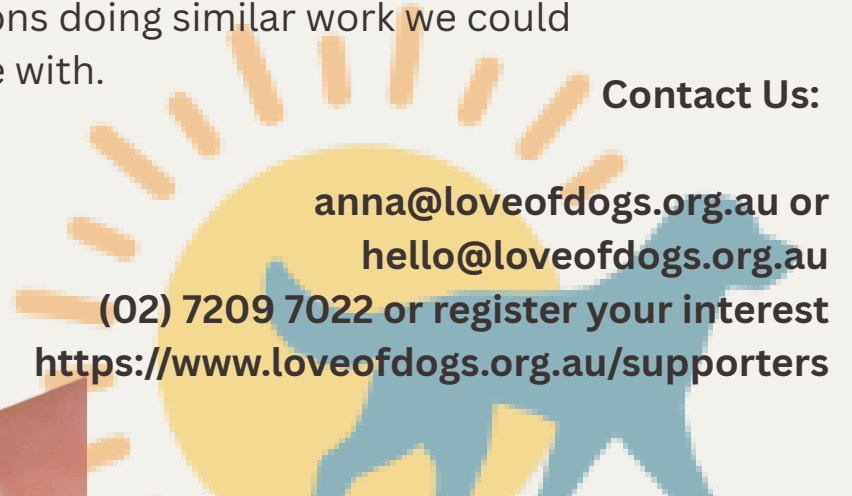 ons doing similar work we could
e with.
Contact Us:
anna@loveofdogs.org.au or
hello@loveofdogs.org.au
(02) 7209 7022 or register your interest
https://www.loveofdogs.org.au/supporters